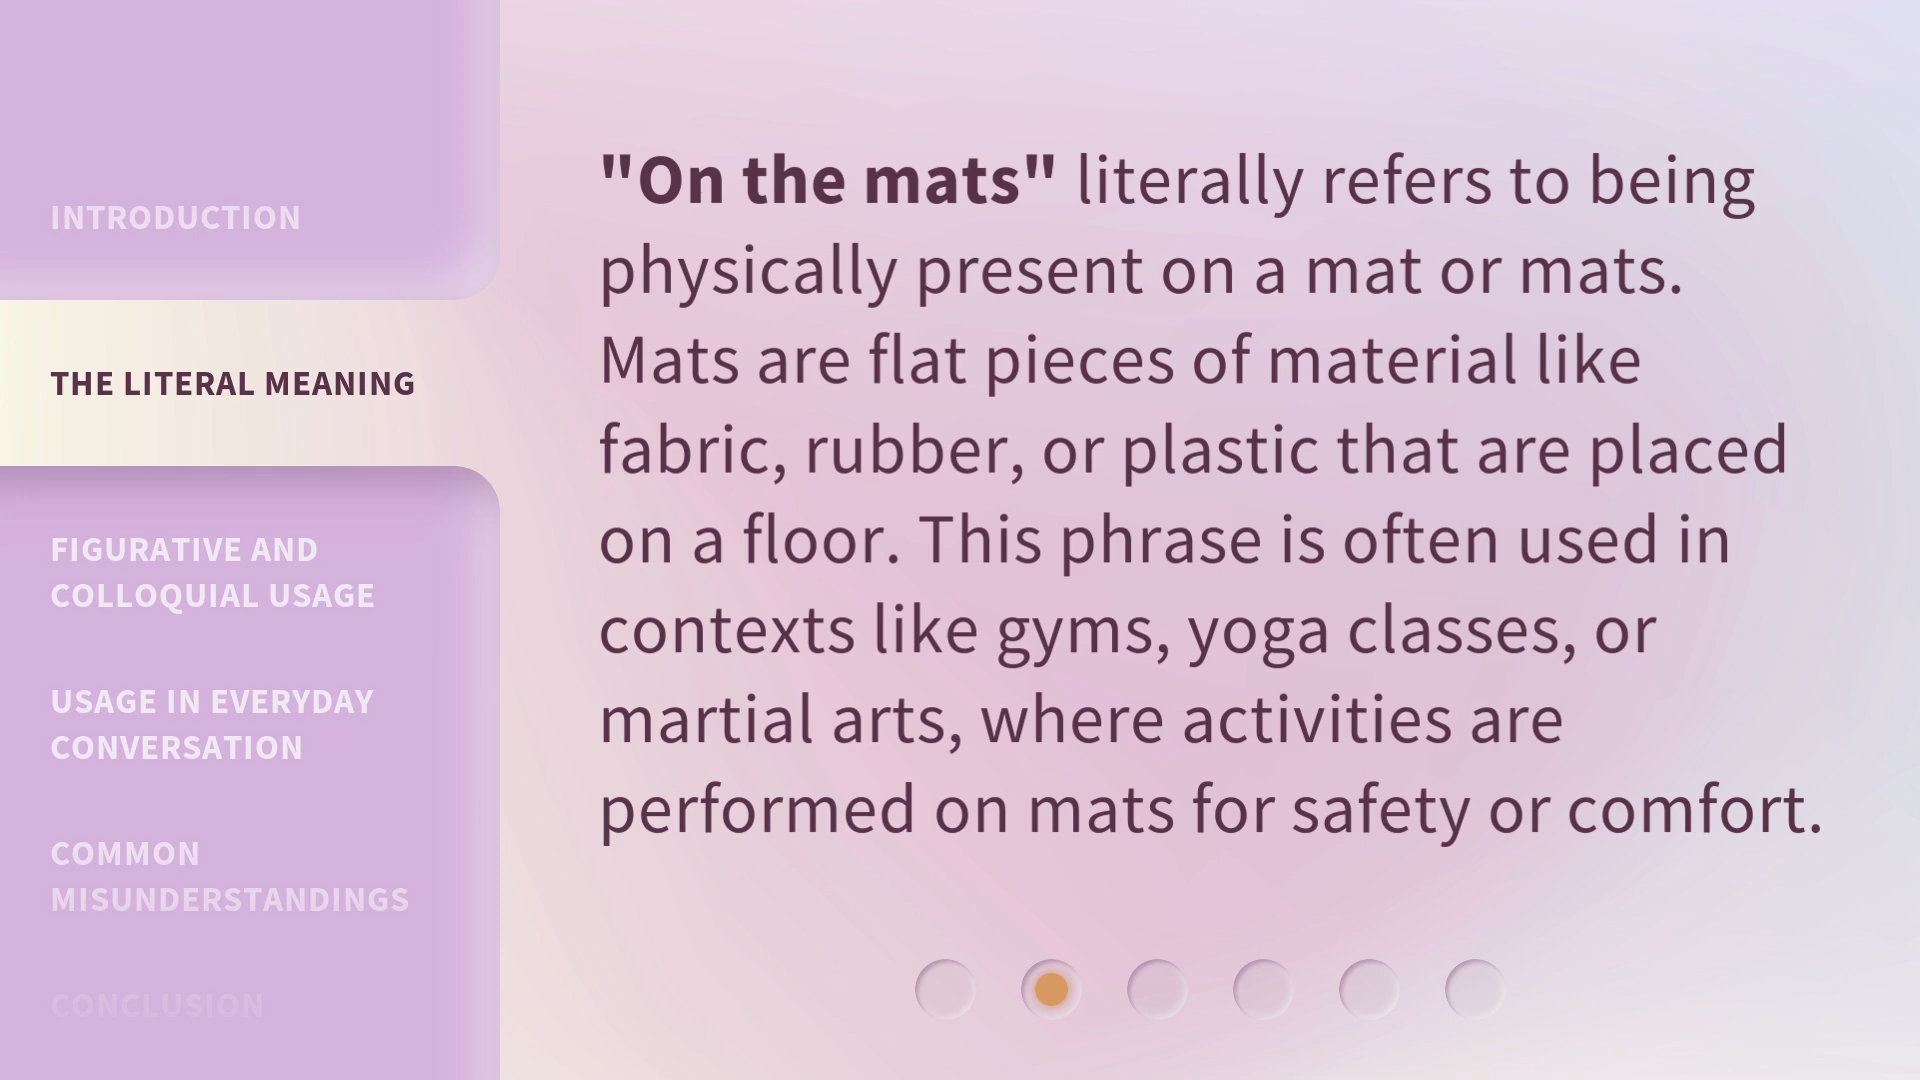 INTRODUCTION
THE LITERAL MEANING
FIGURATIVE AND
COLLOQUIAL USAGE
USAGE IN EVERYDAY
CONVERSATION
COMMON
MISUNDERSTANDINGS
CONCLUSION
"On the mats" literally refers to being
physically present on a mat or mats.
Mats are flat pieces of material like
fabric, rubber, or plastic that are placed
on a floor. This phrase is often used in
contexts like gyms, yoga classes, or
martial arts, where activities are
performed on mats for safety or comfort.